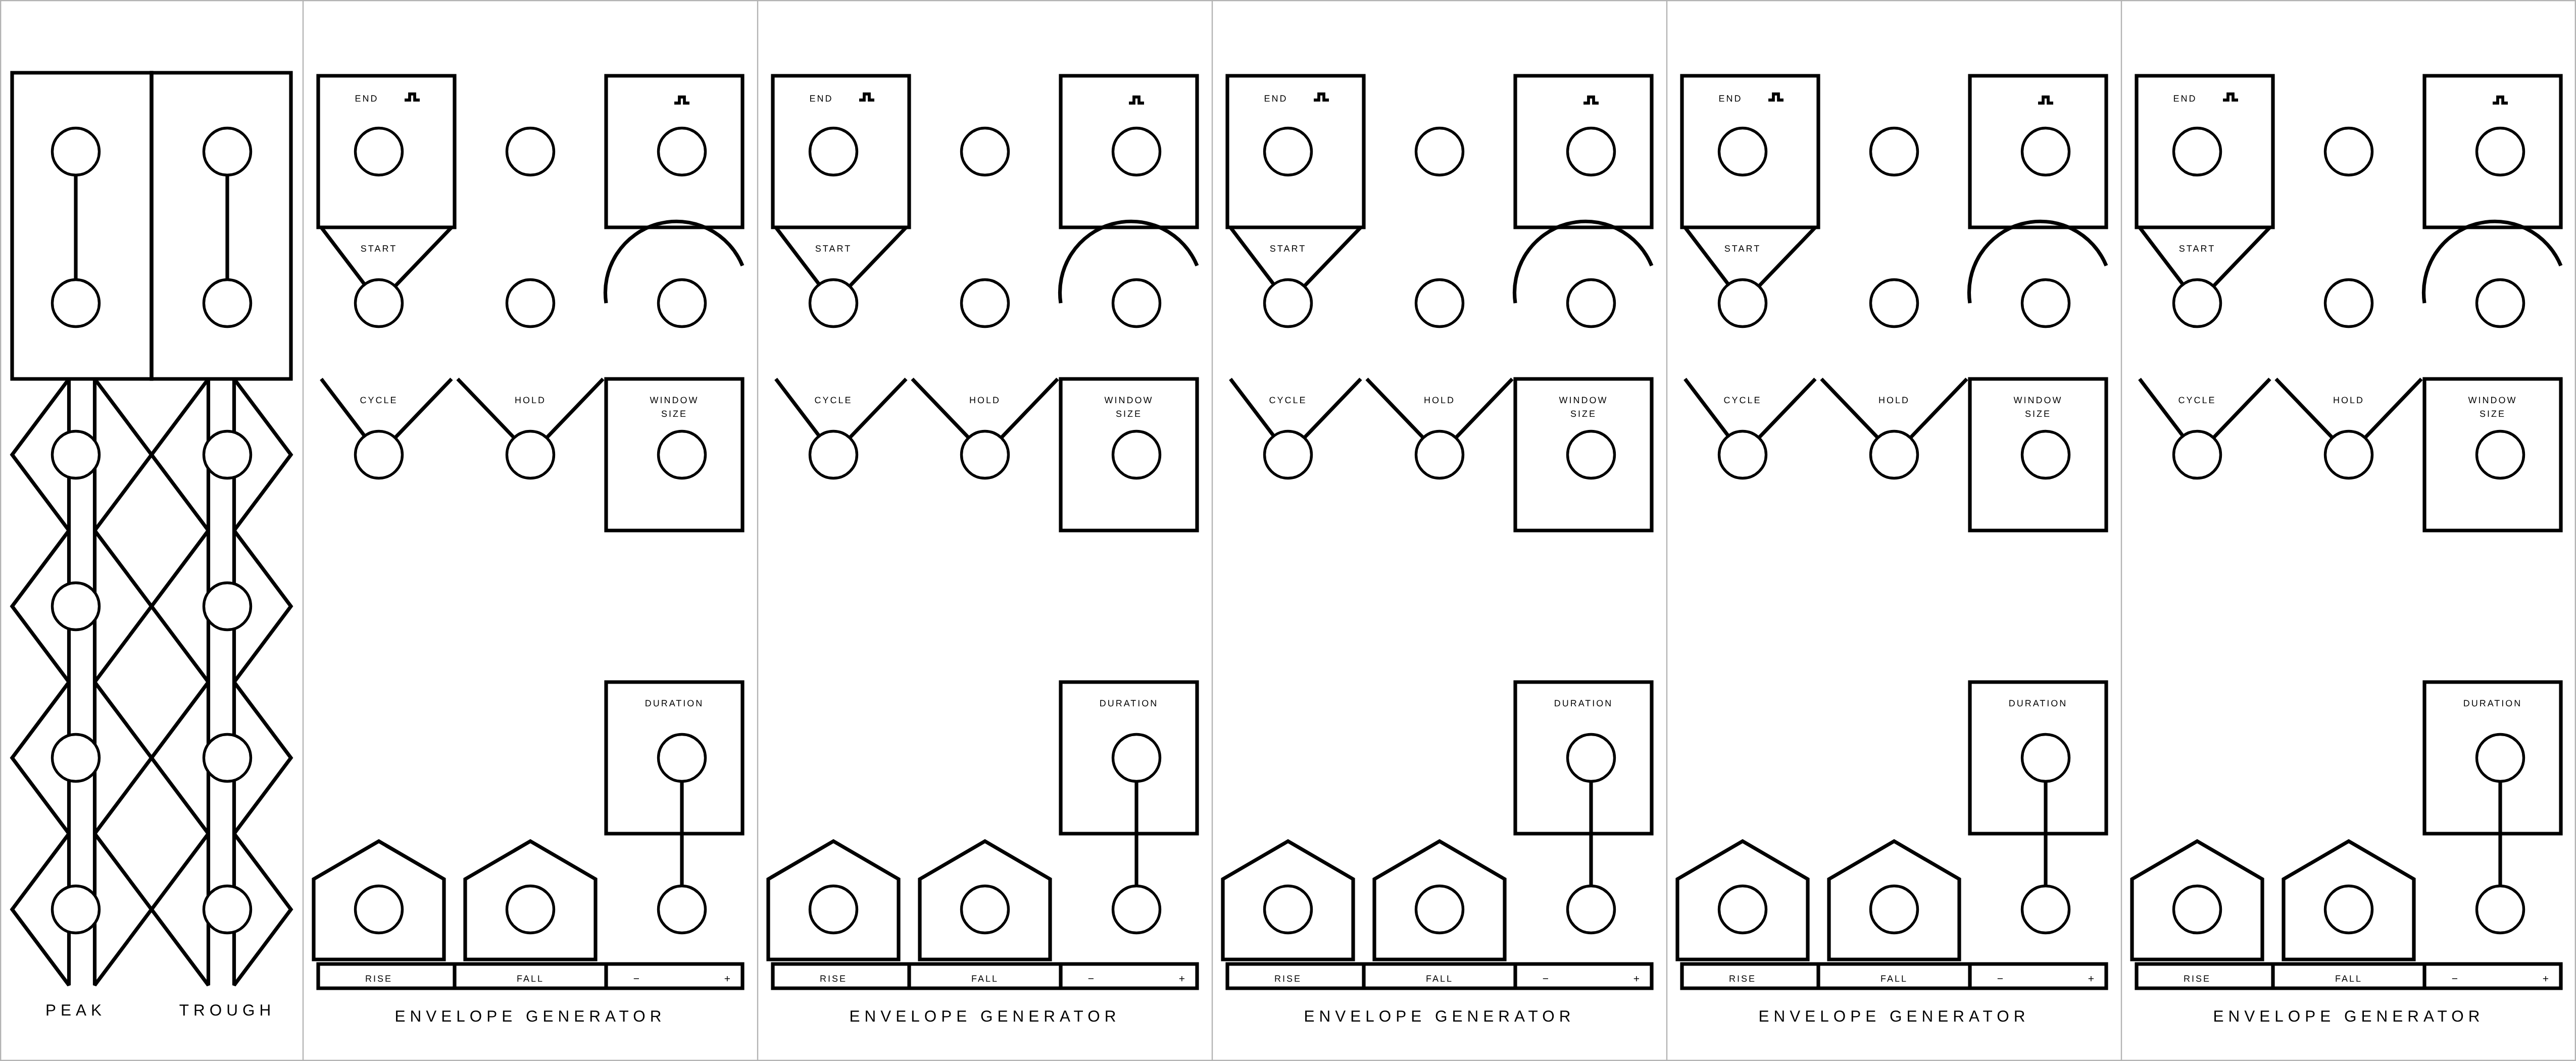 PEAK TROUGH
END
START
CYCLE HOLD WINDOW
SIZE
DURATION
RISE FALL − +
ENVELOPE GENERATOR
END
START
CYCLE HOLD WINDOW
SIZE
DURATION
RISE FALL − +
ENVELOPE GENERATOR
END
START
CYCLE HOLD WINDOW
SIZE
DURATION
RISE FALL − +
ENVELOPE GENERATOR
END
START
CYCLE HOLD WINDOW
SIZE
DURATION
RISE FALL − +
ENVELOPE GENERATOR
END
START
CYCLE HOLD WINDOW
SIZE
DURATION
RISE FALL − +
ENVELOPE GENERATOR